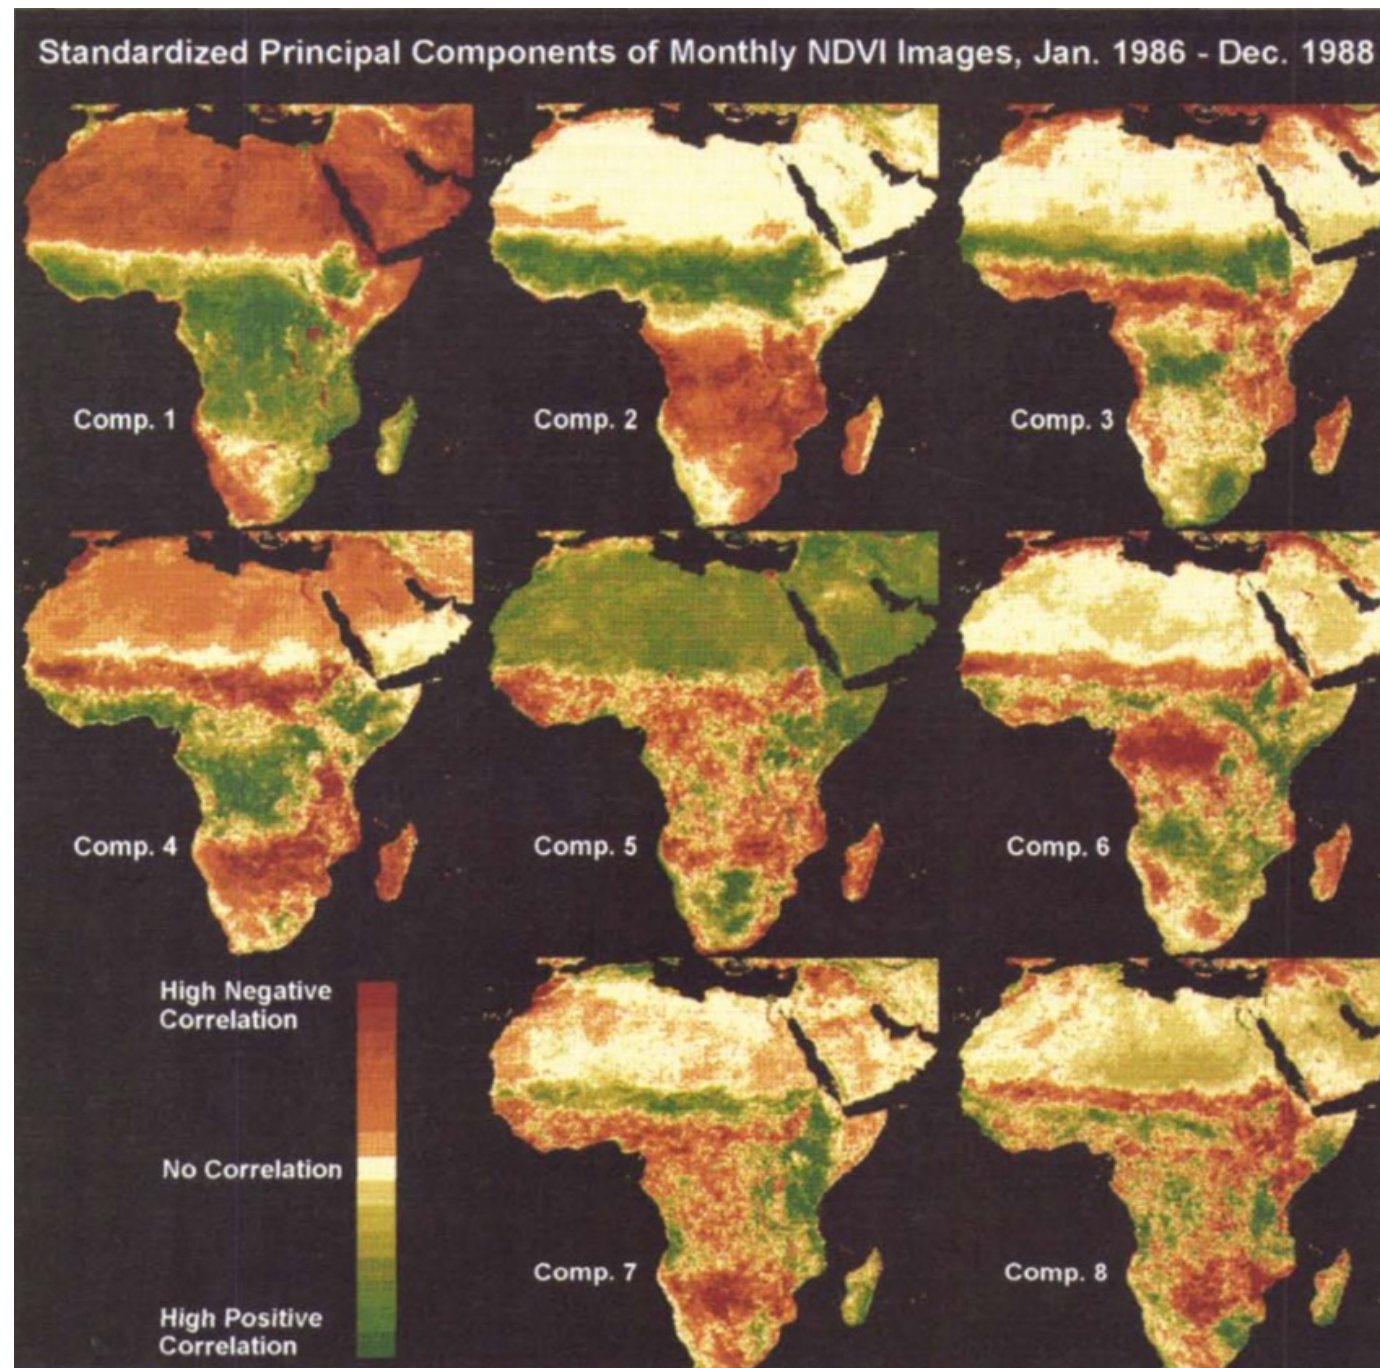 Standardized Principal Components of Monthly NDVI Images, Jan. 1986 - Dec. 1988
Comp. 1
Comp. 2
Comp. 3
Comp. 4
Comp. 5
Comp. 6
High Negative
Correlation
No Correlation
High Positive
Correlation
Comp. 7
Comp. 8